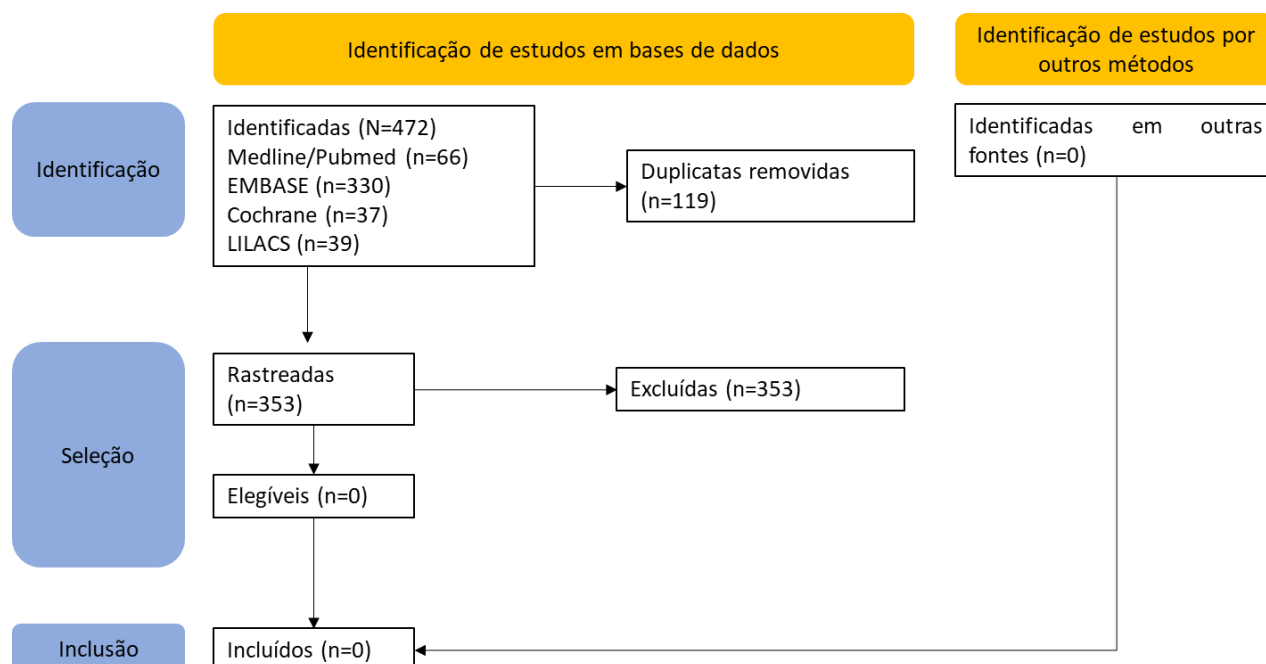 Identificação de estudos em bases de dados
Identificação de estudos por
outros métodos
Identificação
Identificadas (N=472)
Medline/Pubmed (n=66)
EMBASE (n=330)
Cochrane (n=37)
LILACS (n=39)
Duplicatas removidas
(n=119)
Identificadas em outras
fontes (n=0)
Seleção
Rastreadas
(n=353)
Excluídas (n=353)
Elegíveis (n=0)
Inclusão
Incluídos (n=0)